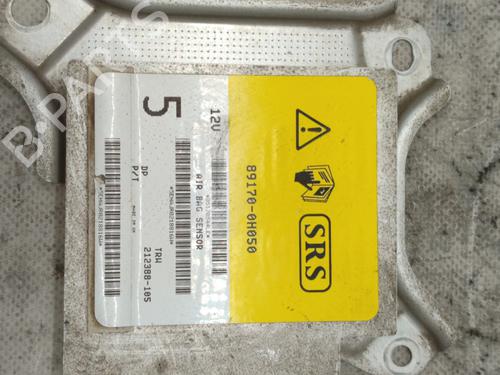 B-PARTS
SRS
89170-0H050
12V
AIR BAG SENSOR
5
TRW
212388-105
DP
P/T